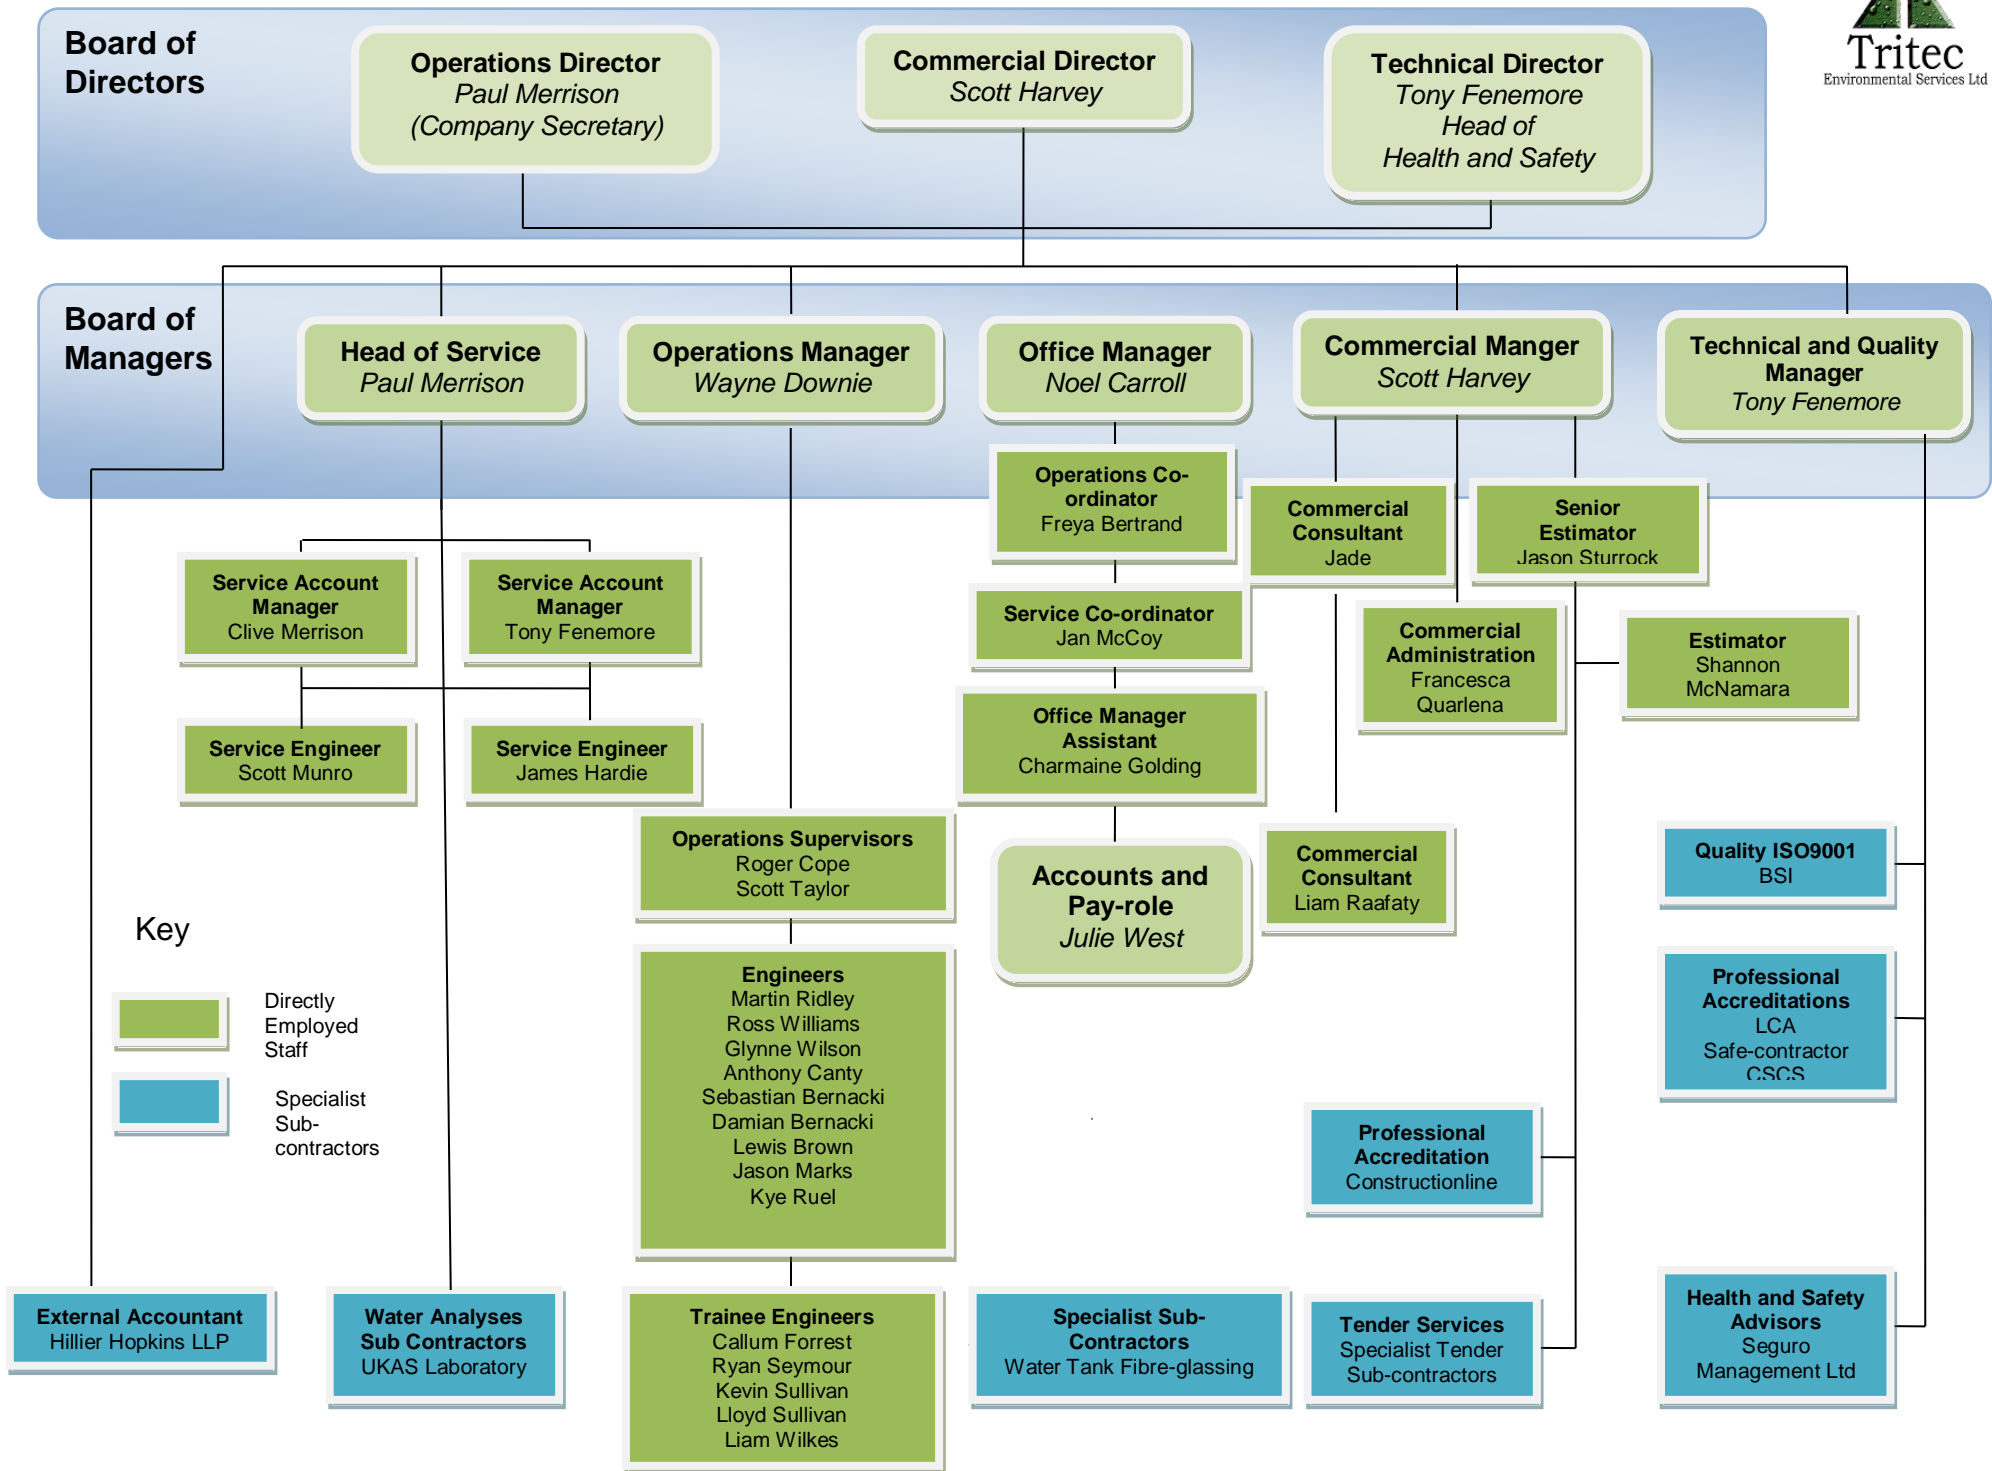 Board of
Directors
Operations Director
Paul Merrison
(Company Secretary)
Commercial Director
Scott Harvey
Technical Director
Tony Fenemore
Head of
Health and Safety
Tritec
Environmental Services Ltd
Board of
Managers
Head of Service
Paul Merrison
Operations Manager
Wayne Downie
Office Manager
Noel Carroll
Commercial Manger
Scott Harvey
Technical and Quality
Manager
Tony Fenemore
Operations Co-
ordinator
Freya Bertrand
Commercial
Consultant
Jade
Senior
Estimator
Jason Sturrock
Service Account
Manager
Clive Merrison
Service Account
Manager
Tony Fenemore
Service Co-ordinator
Jan McCoy
Commercial
Administration
Francesca
Quarlena
Estimator
Shannon
McNamara
Service Engineer
Scott Munro
Service Engineer
James Hardie
Office Manager
Assistant
Charmaine Golding
Operations Supervisors
Roger Cope
Scott Taylor
Accounts and
Pay-role
Julie West
Commercial
Consultant
Liam Raafaty
Quality ISO9001
BSI
Key
Directly
Employed
Staff
Specialist
Sub-
contractors
Engineers
Martin Ridley
Ross Williams
Glynne Wilson
Anthony Canty
Sebastian Bernacki
Damian Bernacki
Lewis Brown
Jason Marks
Kye Ruel
Professional
Accreditations
LCA
Safe-contractor
CSCS
Professional
Accreditation
Constructionline
External Accountant
Hillier Hopkins LLP
Water Analyses
Sub Contractors
UKAS Laboratory
Trainee Engineers
Callum Forrest
Ryan Seymour
Kevin Sullivan
Lloyd Sullivan
Liam Wilkes
Specialist Sub-
Contractors
Water Tank Fibre-glassing
Tender Services
Specialist Tender
Sub-contractors
Health and Safety
Advisors
Seguro
Management Ltd